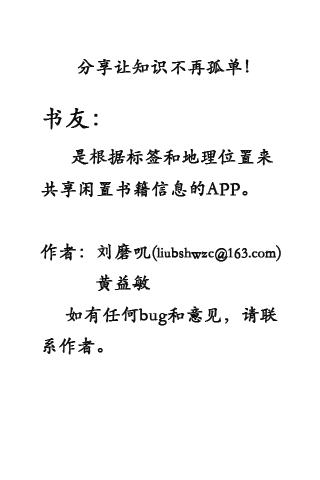 分享让知识不再孤单！
书友：
是根据标签和地理位置来
共享闲置书籍信息的APP。
作者：刘磨叽(liubshwzc@163.com)
黄益敏
如有任何bug和意见，请联
系作者。